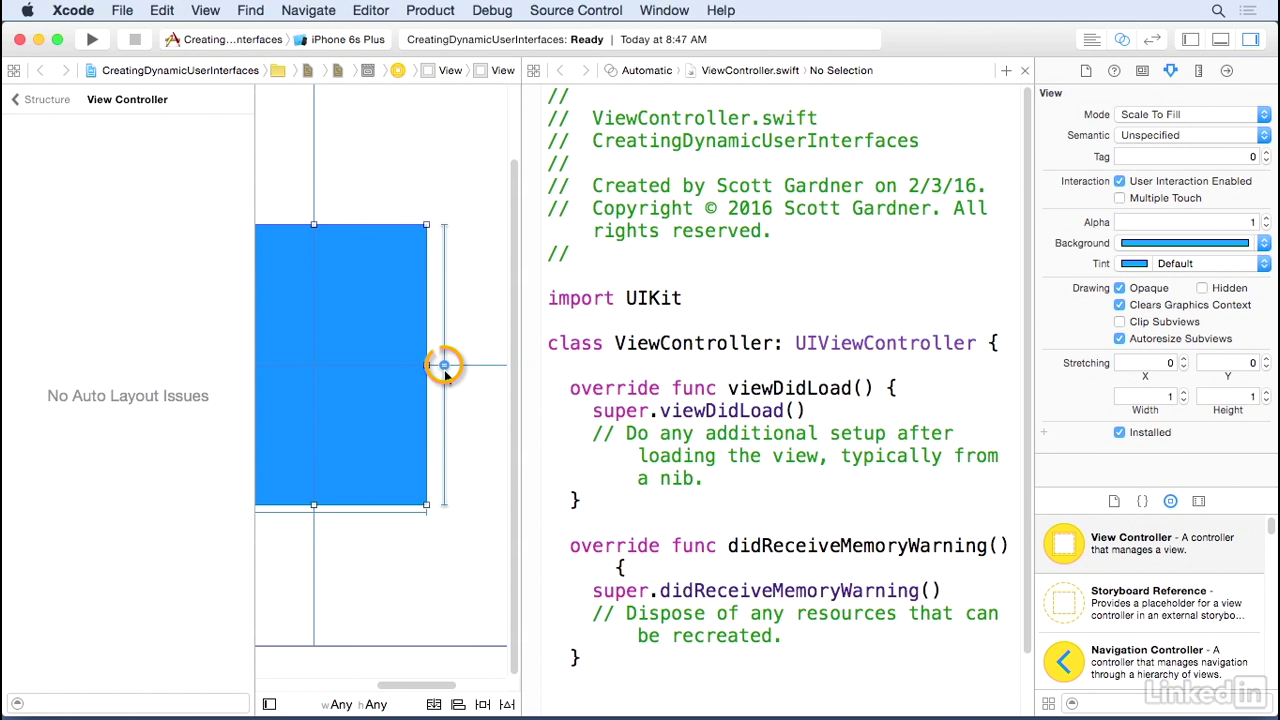 Xcode File Edit View Find Navigate Editor Product Debug Source Control Window Help
Creating...nterfaces iPhone 6s Plus
CreatingDynamicUserInterfaces: Ready | Today at 8:47 AM
CreatingDynamicUserInterfaces View View
Automatic ViewController.swift No Selection
Structure View Controller
No Auto Layout Issues
wAny hAny
//
// ViewController.swift
// CreatingDynamicUserInterfaces
//
// Created by Scott Gardner on 2/3/16.
// Copyright © 2016 Scott Gardner. All
rights reserved.
//
import UIKit
class ViewController: UIViewController {
override func viewDidLoad() {
super.viewDidLoad()
// Do any additional setup after
loading the view, typically from
a nib.
}
override func didReceiveMemoryWarning()
{
super.didReceiveMemoryWarning()
// Dispose of any resources that can
be recreated.
}
View
Mode Scale To Fill
Semantic Unspecified
Tag 0
Interaction User Interaction Enabled
Multiple Touch
Alpha 1
Background
Tint Default
Drawing Opaque Hidden
Clears Graphics Context
Clip Subviews
Autoresize Subviews
Stretching 0 0
X Y
1 1
Width Height
+ Installed
{ }
View Controller - A controller
that manages a view.
Storyboard Reference -
Provides a placeholder for a view
controller in an external storybo...
Navigation Controller - A
controller that manages navigation
through a hierarchy of views.
LinkedIn